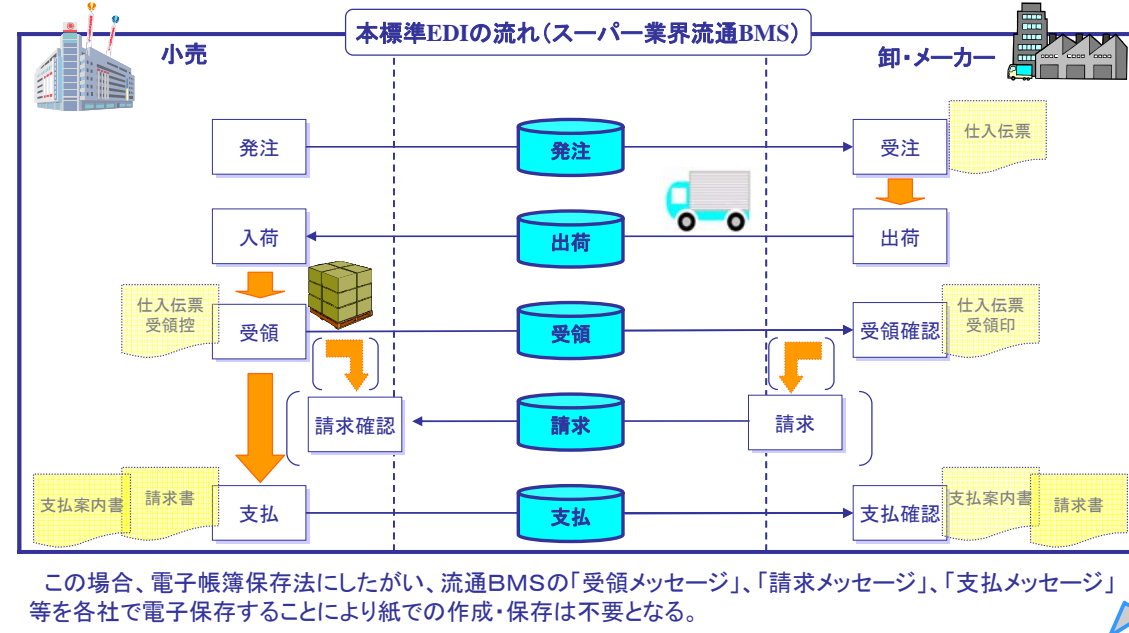 本標準EDIの流れ（スーパー業界流通BMS）
小売
卸・メーカー
発注
発注
受注
仕入伝票
入荷
出荷
出荷
仕入伝票
受領控
受領
受領
受領確認
仕入伝票
受領印
請求確認
請求
請求
支払案内書
請求書
支払
支払
支払確認
支払案内書
請求書
この場合、電子帳簿保存法にしたがい、流通ＢＭＳの「受領メッセージ」、「請求メッセージ」、「支払メッセージ」
等を各社で電子保存することにより紙での作成・保存は不要となる。